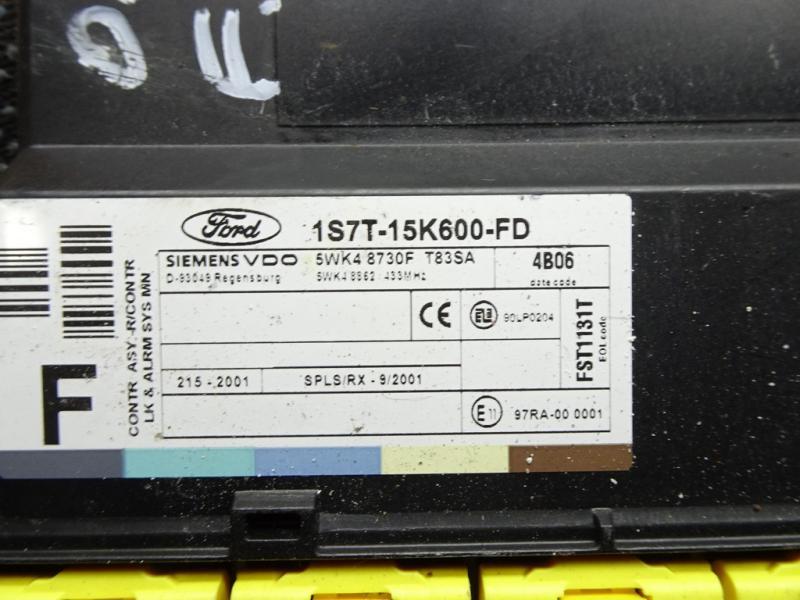 Ford 1S7T-15K600-FD
SIEMENS VDO 5WK4 8730F T83SA 4B06
D-93049 Regensburg 5WK4 8862 : 433MHz date code
CE 90LP0204
215 - 2001 SPLS/RX - 9/2001
E11 97RA-00 0001
FST1131T
EOL code
CONTR ASY -R/CONTR
LK & ALRM SYS MN
F